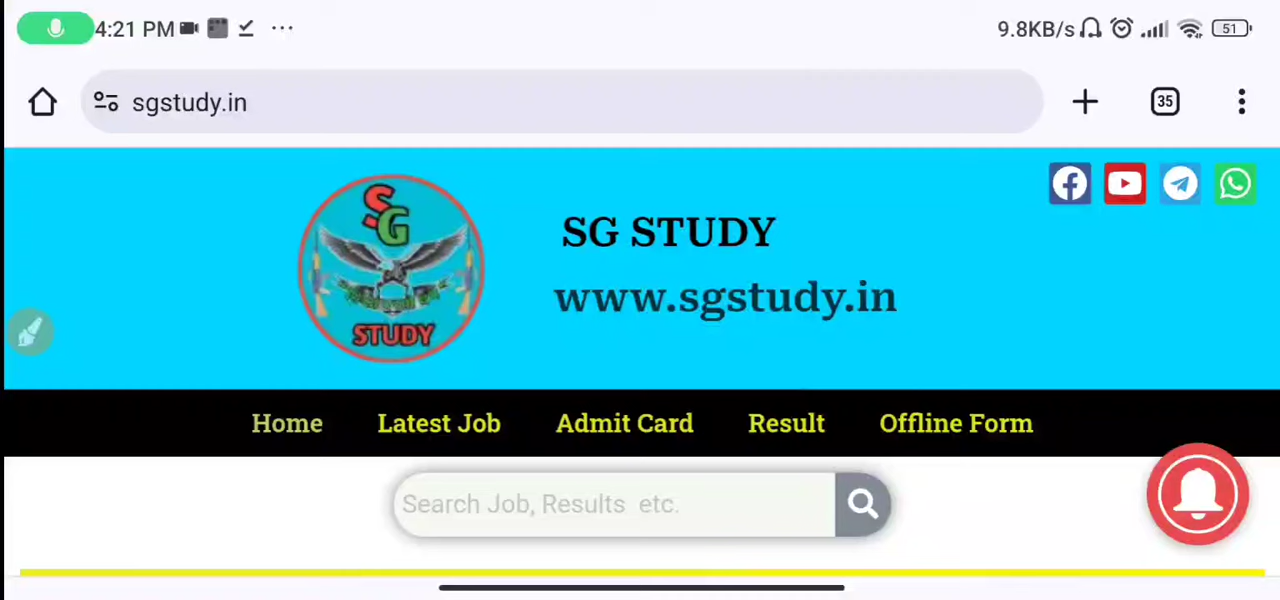 4:21 PM
9.8KB/s
51
sgstudy.in
35
SG
STUDY
SG STUDY
www.sgstudy.in
Home Latest Job Admit Card Result Offline Form
Search Job, Results etc.